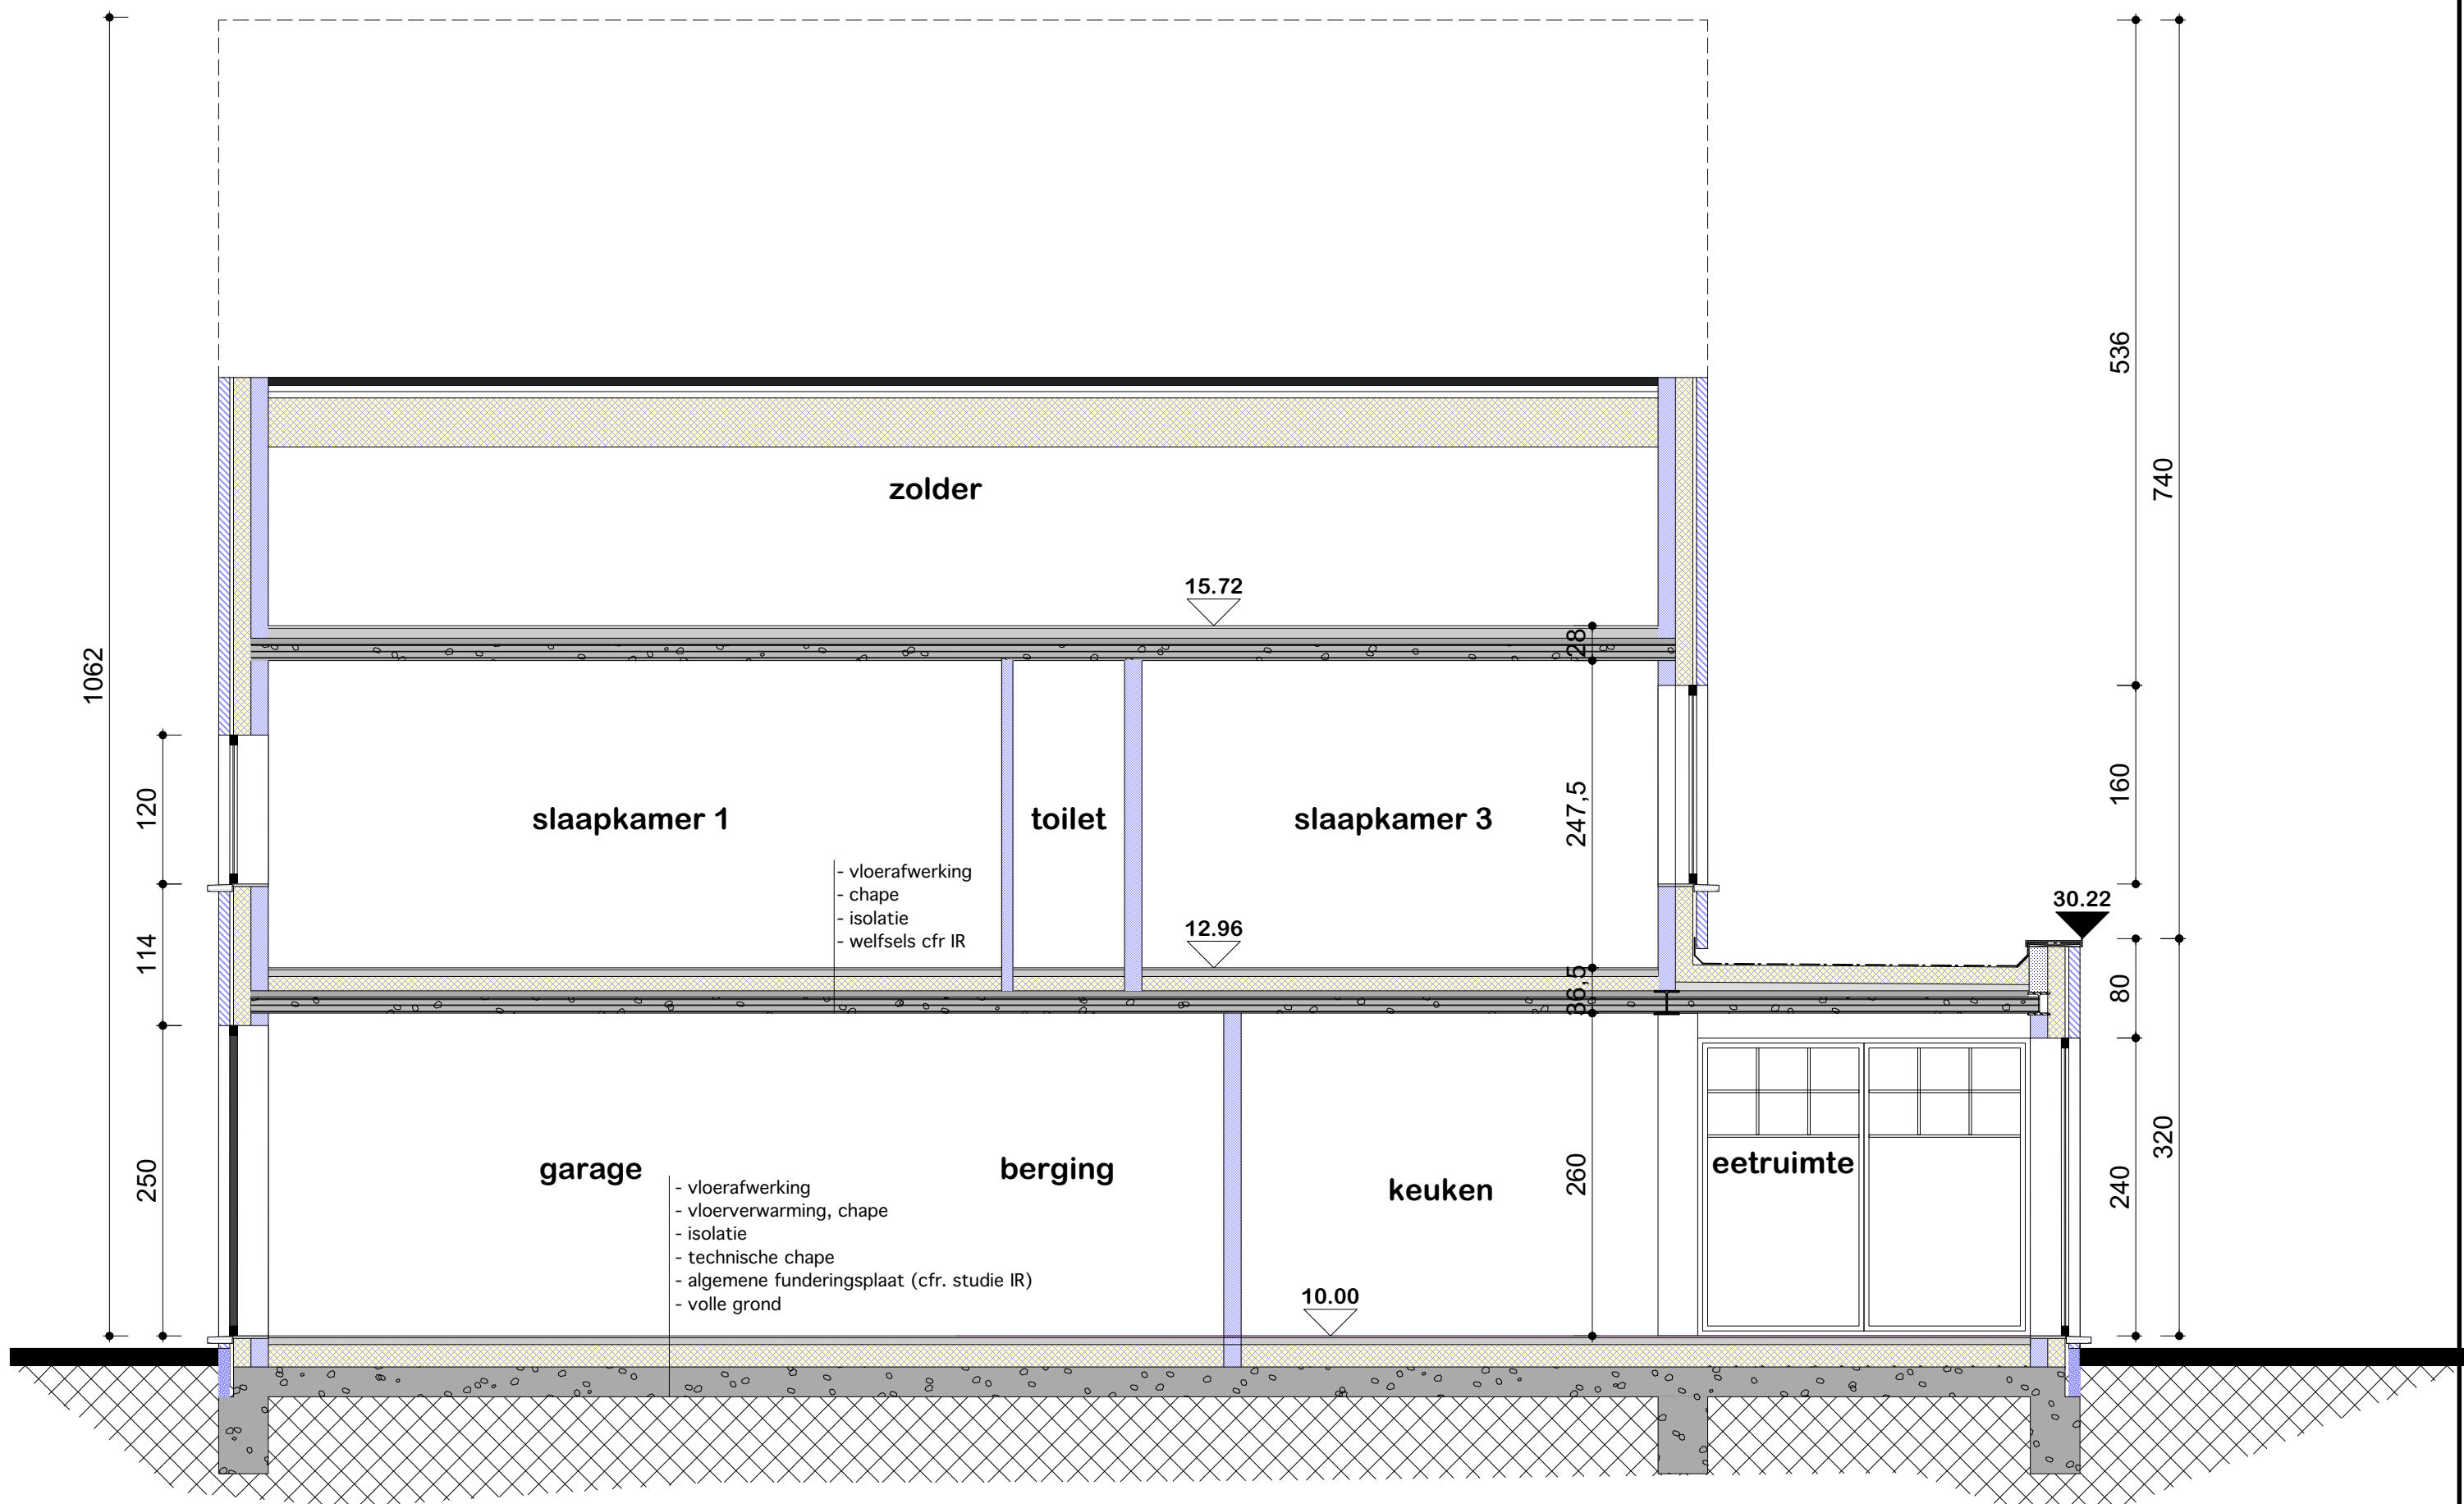 536
740
zolder
15.72
28
1062
120
slaapkamer 1
toilet
slaapkamer 3
247,5
160
- vloerafwerking
- chape
- isolatie
- welfsels cfr IR
30.22
114
12.96
36,5
80
250
garage
berging
keuken
260
eetruimte
240
320
- vloerafwerking
- vloerverwarming, chape
- isolatie
- technische chape
- algemene funderingsplaat (cfr. studie IR)
- volle grond
10.00